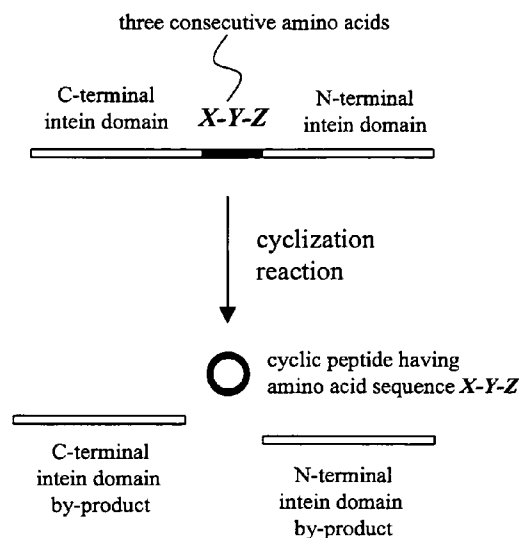 three consecutive amino acids
C-terminal
intein domain
X-Y-Z
N-terminal
intein domain
cyclization
reaction
cyclic peptide having
amino acid sequence X-Y-Z
C-terminal
intein domain
by-product
N-terminal
intein domain
by-product